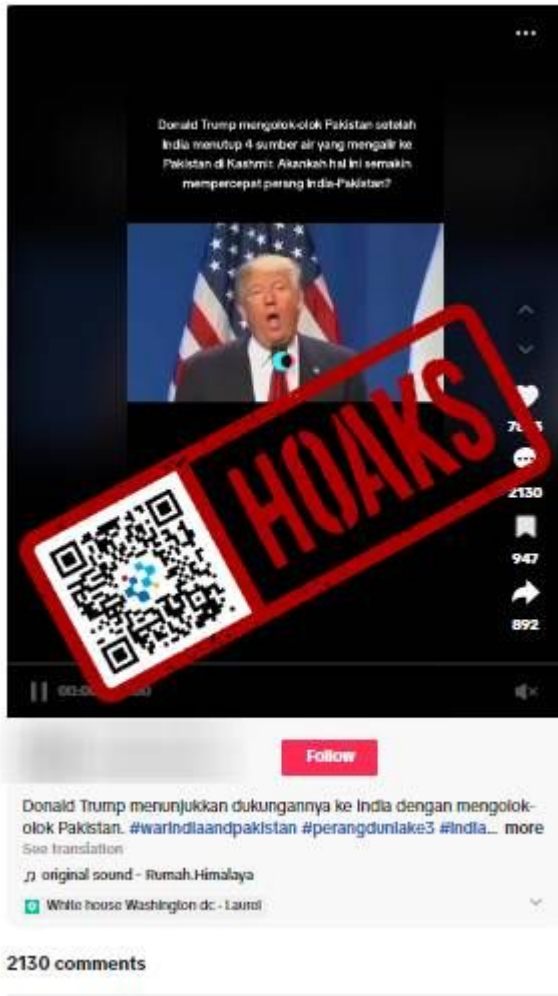 Donald Trump mengolok-olok Pakistan setelah
India menutup 4 sumber air yang mengalir ke
Pakistan di Kashmir. Akankah hal ini semakin
mempercepat perang India-Pakistan?
HOAKS
2130
947
892
Follow
Donald Trump menunjukkan dukungannya ke India dengan mengolok-
olok Pakistan. #warindiaandpakistan #perangduniake3 #india... more
See translation
original sound - Rumah.Himalaya
White house Washington dc - Laurel
2130 comments